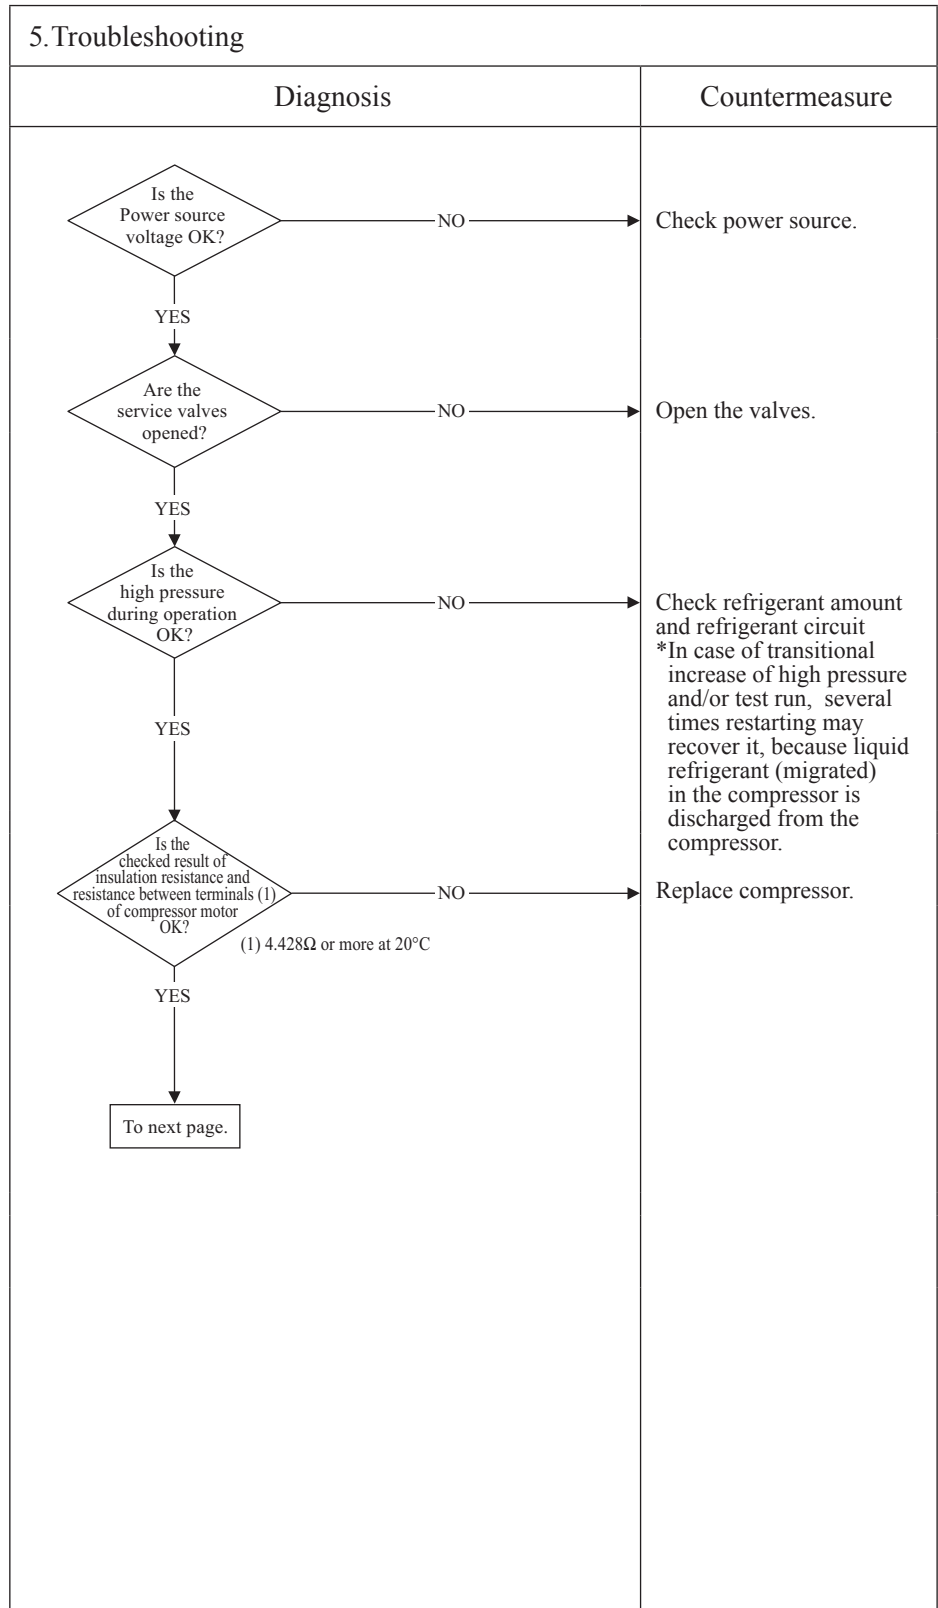 5.Troubleshooting
Diagnosis
Countermeasure
Is the
Power source
voltage OK?
NO
Check power source.
YES
Are the
service valves
opened?
NO
Open the valves.
YES
Is the
high pressure
during operation
OK?
NO
Check refrigerant amount
and refrigerant circuit
*In case of transitional
increase of high pressure
and/or test run, several
times restarting may
recover it, because liquid
refrigerant (migrated)
in the compressor is
discharged from the
compressor.
YES
Is the
checked result of
insulation resistance and
resistance between terminals (1)
of compressor motor
OK?
NO
Replace compressor.
(1) 4.428Ω or more at 20°C
YES
To next page.